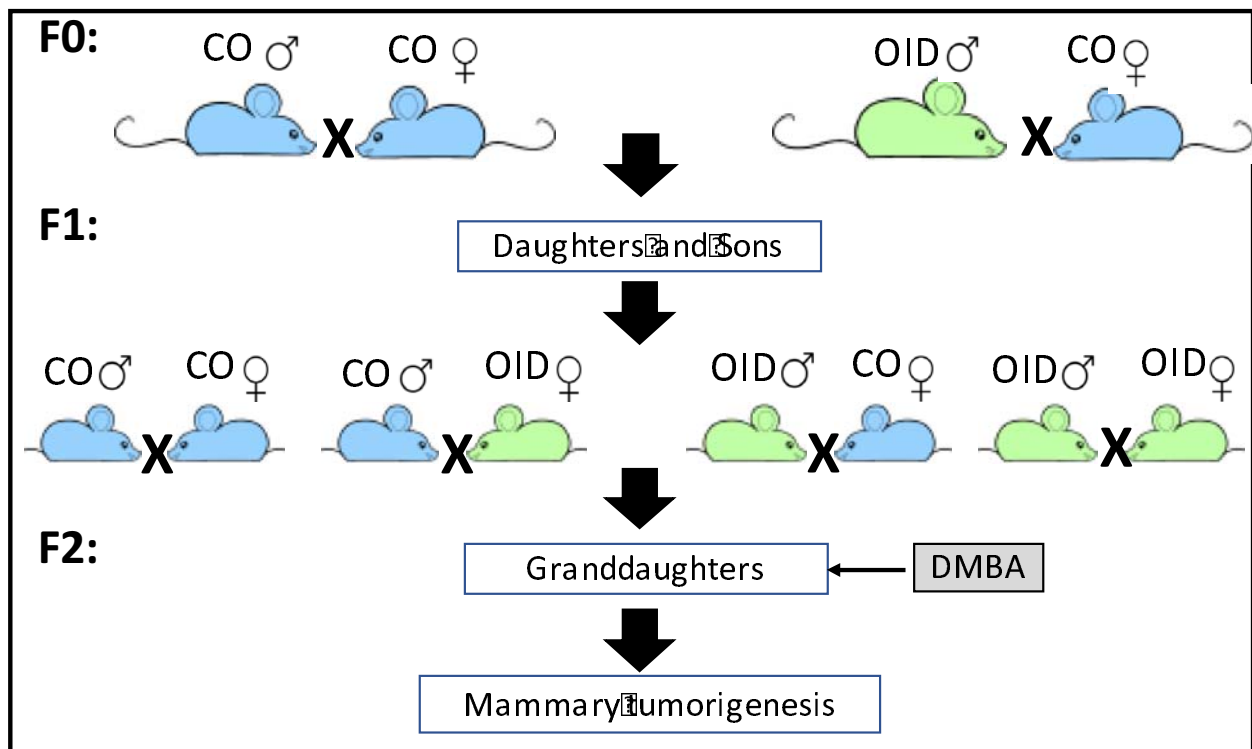 F0:
CO ♂ CO ♀ OID ♂ CO ♀
X X
F1:
Daughters⍰and⍰Sons
CO ♂ CO ♀ CO ♂ OID ♀ OID ♂ CO ♀ OID ♂ OID ♀
X X X X
F2:
Granddaughters DMBA
Mammary⍰tumorigenesis